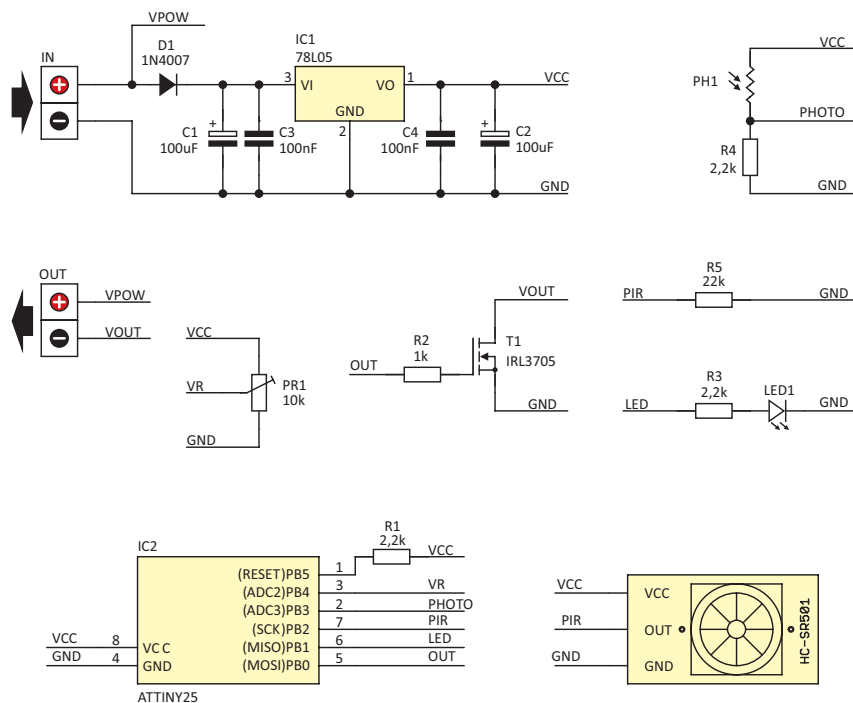 VPOW
IN
D1
1N4007
IC1
78L05
3
VI
VO
1
GND
2
VCC
+
C1
100uF
C3
100nF
C4
100nF
+
C2
100uF
GND
VCC
PH1
PHOTO
R4
2,2k
GND
OUT
VPOW
VOUT
VCC
VR
PR1
10k
GND
VOUT
R2
1k
OUT
T1
IRL3705
GND
R5
22k
PIR
GND
R3
2,2k
LED1
LED
GND
IC2
R1
2,2k
VCC
(RESET)PB5 1
(ADC2)PB4 3 VR
(ADC3)PB3 2 PHOTO
(SCK)PB2 7 PIR
VCC 8 VCC (MISO)PB1 6 LED
GND 4 GND (MOSI)PB0 5 OUT
ATTINY25
VCC VCC
PIR OUT
GND GND
HC-SR501